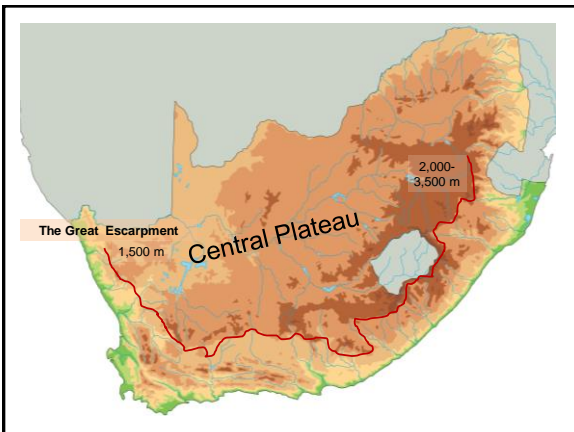 2,000-
3,500 m
The Great Escarpment
1,500 m
Central Plateau